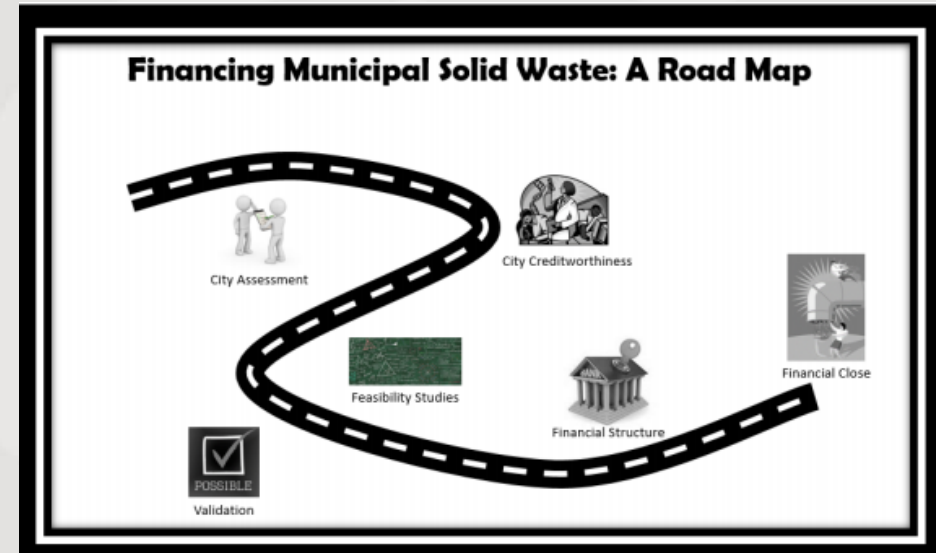 Financing Municipal Solid Waste: A Road Map
City Assessment
City Creditworthiness
Feasibility Studies
Financial Close
Financial Structure
POSSIBLE
Validation